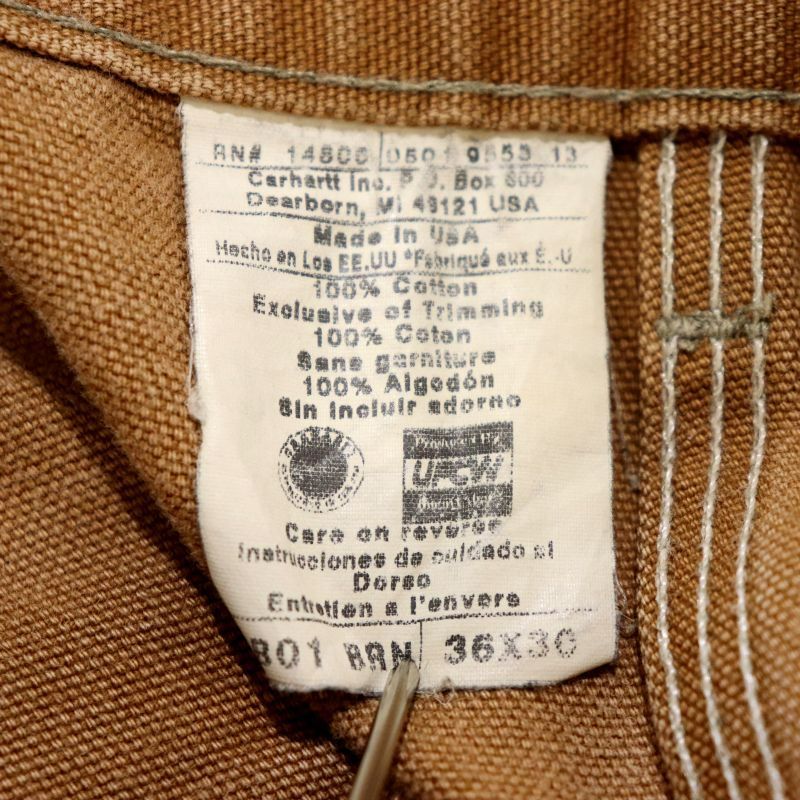 RN# 14806 0501 9553 13
Carhartt Inc. P.O. Box 600
Dearborn, MI 48121 USA
Made in USA
Hecho en Los EE.UU *Fabriqué aux É.-U
100% Cotton
Exclusive of Trimming
100% Coton
Sans garniture
100% Algodón
Sin incluir adorno
CARHARTT
UFCW
Care on reverse
Instrucciones de cuidado al
Dorso
Entretien a l'envers
B01 BRN 36X30